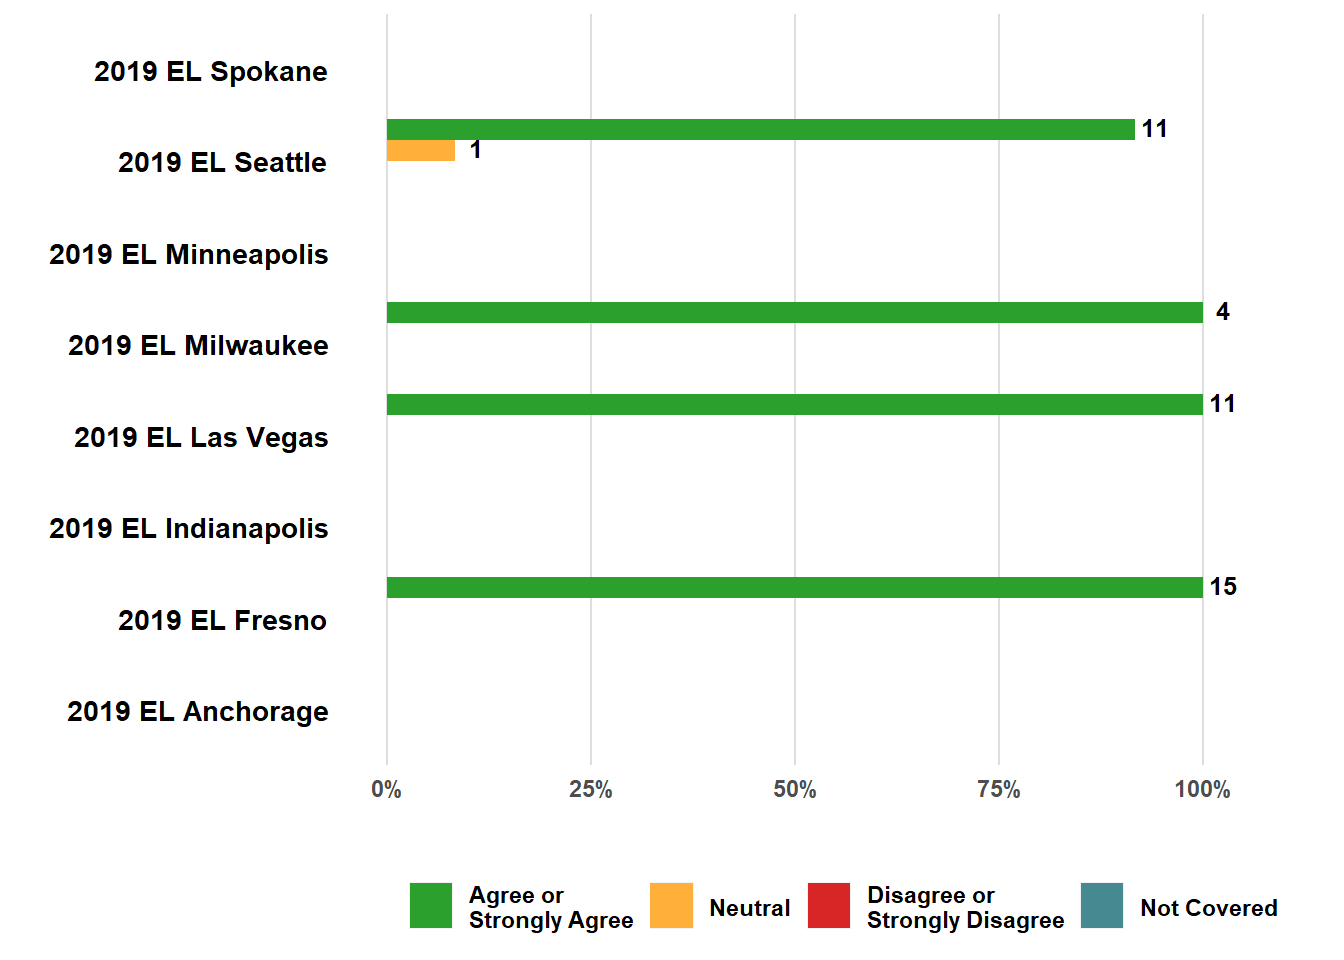 2019 EL Spokane
11
1
2019 EL Seattle
2019 EL Minneapolis
4
2019 EL Milwaukee
11
2019 EL Las Vegas
2019 EL Indianapolis
15
2019 EL Fresno
2019 EL Anchorage
0% 25% 50% 75% 100%
Agree or
Strongly Agree
Neutral
Disagree or
Strongly Disagree
Not Covered